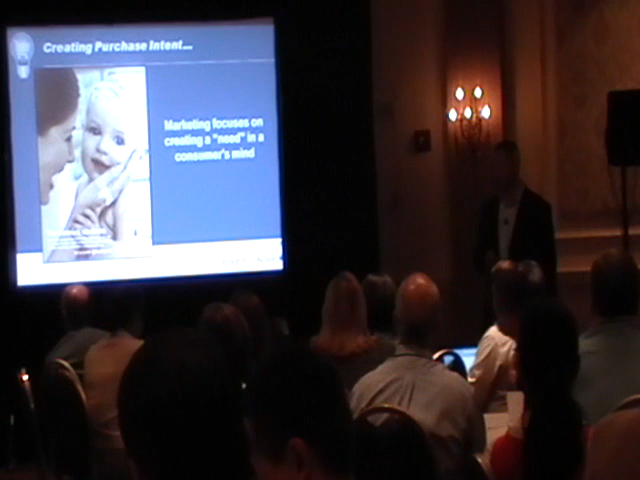 Creating Purchase Intent...
Marketing focuses on
creating a "need" in a
consumer's mind